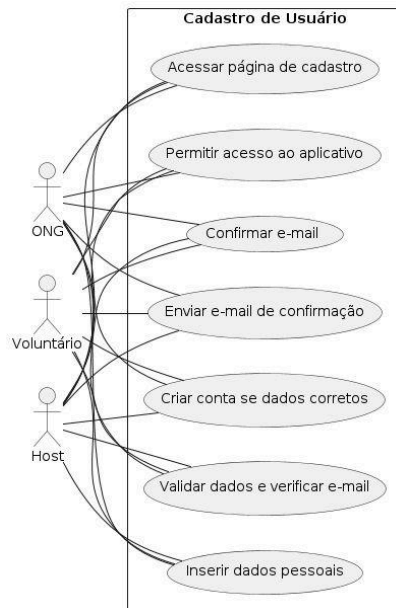 Cadastro de Usuário
Acessar página de cadastro
Permitir acesso ao aplicativo
ONG
Confirmar e-mail
Enviar e-mail de confirmação
Voluntário
Criar conta se dados corretos
Host
Validar dados e verificar e-mail
Inserir dados pessoais